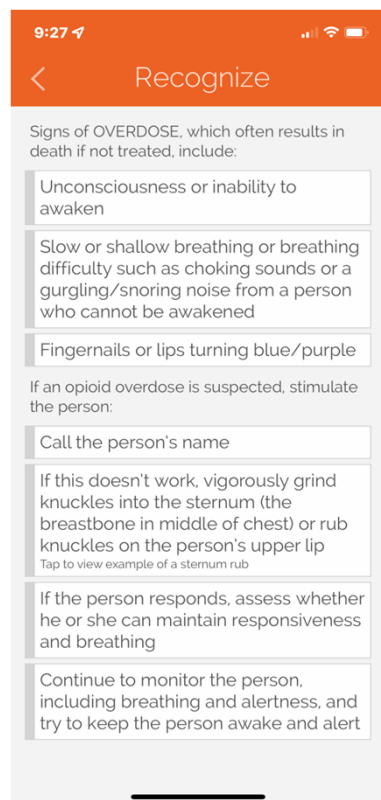 9:27
Recognize
Signs of OVERDOSE, which often results in
death if not treated, include:
Unconsciousness or inability to
awaken
Slow or shallow breathing or breathing
difficulty such as choking sounds or a
gurgling/snoring noise from a person
who cannot be awakened
Fingernails or lips turning blue/purple
If an opioid overdose is suspected, stimulate
the person:
Call the person's name
If this doesn't work, vigorously grind
knuckles into the sternum (the
breastbone in middle of chest) or rub
knuckles on the person's upper lip
Tap to view example of a sternum rub
If the person responds, assess whether
he or she can maintain responsiveness
and breathing
Continue to monitor the person,
including breathing and alertness, and
try to keep the person awake and alert